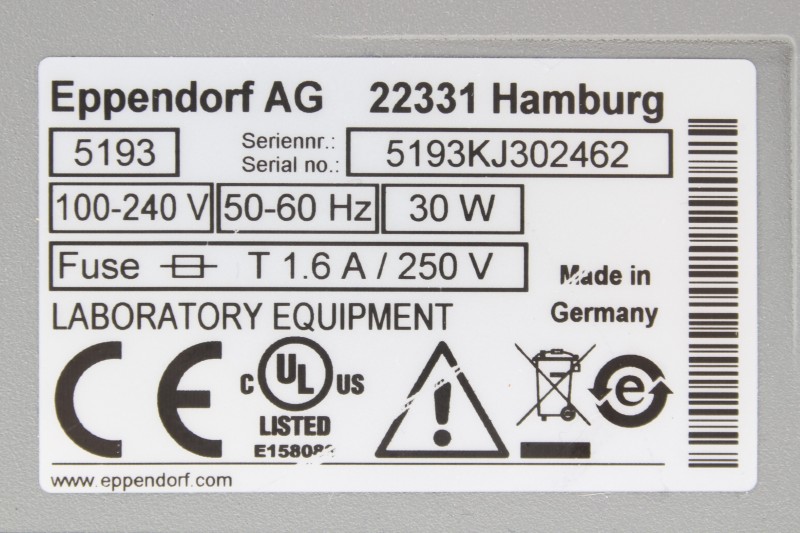 Eppendorf AG 22331 Hamburg
5193 Seriennr.: Serial no.: 5193KJ302462
100-240 V 50-60 Hz 30 W
Fuse T 1.6 A / 250 V
Made in
Germany
LABORATORY EQUIPMENT
CE
C UL US
LISTED
e
www.eppendorf.com